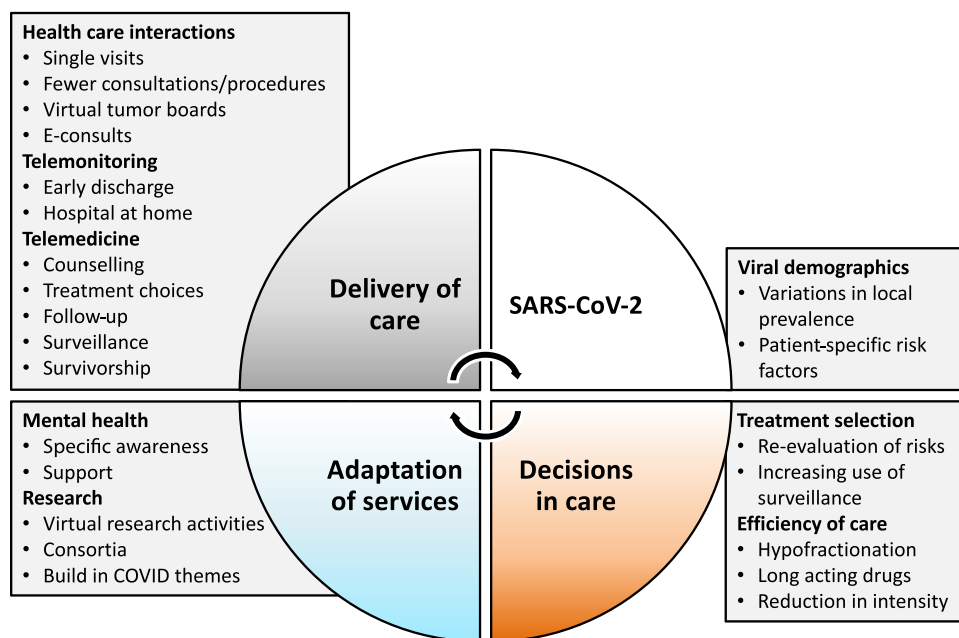 Health care interactions
• Single visits
• Fewer consultations/procedures
• Virtual tumor boards
• E-consults
Telemonitoring
• Early discharge
• Hospital at home
Telemedicine
• Counselling
• Treatment choices
• Follow-up
• Surveillance
• Survivorship
Delivery of
care
SARS-CoV-2
Viral demographics
• Variations in local
prevalence
• Patient-specific risk
factors
Mental health
• Specific awareness
• Support
Research
• Virtual research activities
• Consortia
• Build in COVID themes
Adaptation
of services
Decisions
in care
Treatment selection
• Re-evaluation of risks
• Increasing use of
surveillance
Efficiency of care
• Hypofractionation
• Long acting drugs
• Reduction in intensity